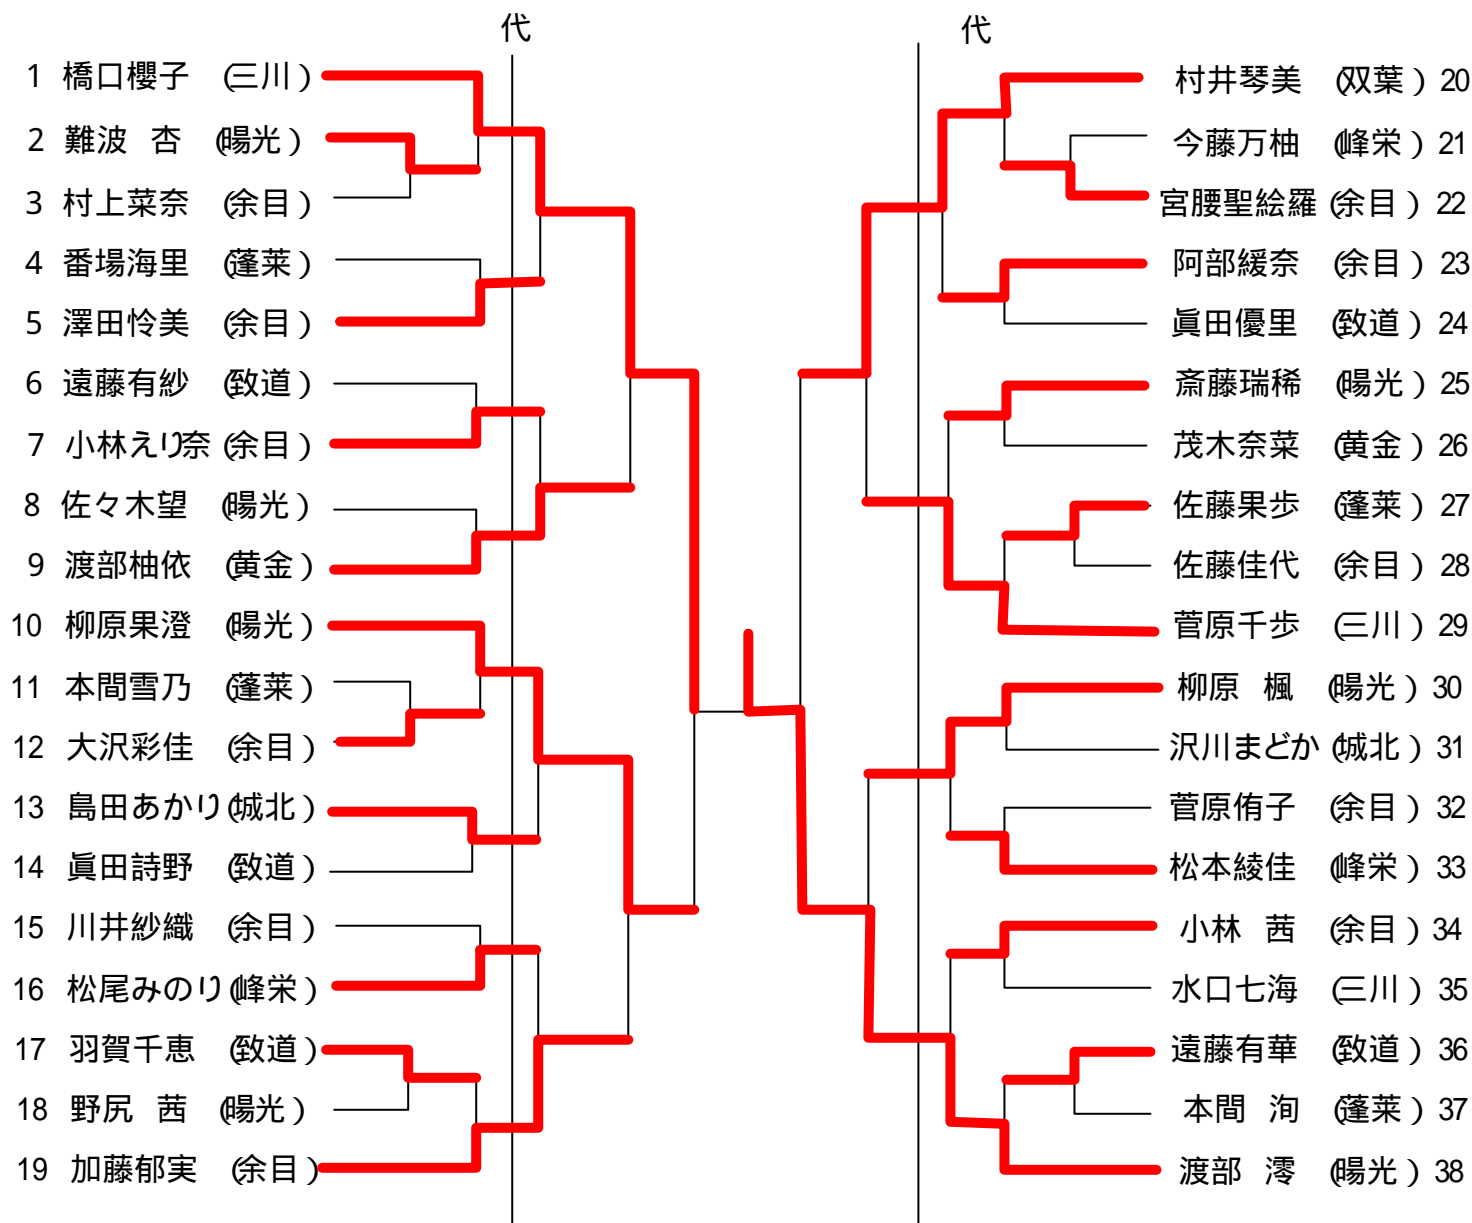 代
1 橋口櫻子 (三川)
2 難波 杏 (暘光)
3 村上菜奈 (余目)
4 番場海里 (蓬莱)
5 澤田怜美 (余目)
6 遠藤有紗 (致道)
7 小林えり奈 (余目)
8 佐々木望 (暘光)
9 渡部柚依 (黄金)
10 柳原果澄 (暘光)
11 本間雪乃 (蓬莱)
12 大沢彩佳 (余目)
13 島田あかり (城北)
14 眞田詩野 (致道)
15 川井紗織 (余目)
16 松尾みのり (峰栄)
17 羽賀千恵 (致道)
18 野尻 茜 (暘光)
19 加藤郁実 (余目)
代
村井琴美 (双葉) 20
今藤万柚 (峰栄) 21
宮腰聖絵羅 (余目) 22
阿部緩奈 (余目) 23
眞田優里 (致道) 24
斎藤瑞稀 (暘光) 25
茂木奈菜 (黄金) 26
佐藤果歩 (蓬莱) 27
佐藤佳代 (余目) 28
菅原千歩 (三川) 29
柳原 楓 (暘光) 30
沢川まどか (城北) 31
菅原侑子 (余目) 32
松本綾佳 (峰栄) 33
小林 茜 (余目) 34
水口七海 (三川) 35
遠藤有華 (致道) 36
本間 洵 (蓬莱) 37
渡部 澪 (暘光) 38